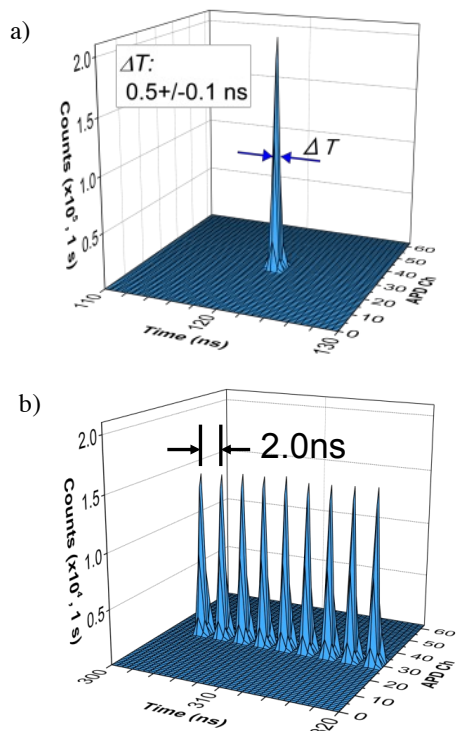 a)
ΔT:
0.5+/-0.1 ns
ΔT
Counts (x10⁵, 1 s)
2.0
1.5
1.0
0.5
110
120
130
Time (ns)
0
10
20
30
40
50
60
APD Ch
b)
2.0ns
Counts (x10⁴, 1 s)
2.0
1.5
1.0
0.5
300
310
320
Time (ns)
0
10
20
30
40
50
60
APD Ch